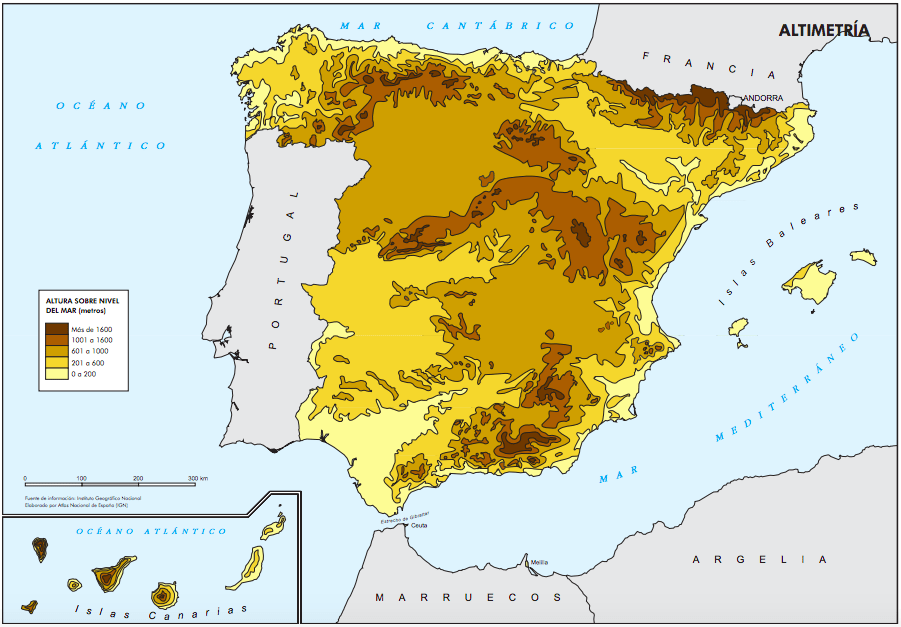 MAR CANTÁBRICO
ALTIMETRÍA
FRANCIA
ANDORRA
OCÉANO
ATLÁNTICO
PORTUGAL
Islas Baleares
ALTURA SOBRE NIVEL
DEL MAR (metros)
Más de 1600
1001 a 1600
601 a 1000
201 a 600
0 a 200
MAR MEDITERRÁNEO
0 100 200 300 km
Fuente de información: Instituto Geográfico Nacional
Elaborado por Atlas Nacional de España (IGN)
Estrecho de Gibraltar
Ceuta
OCÉANO ATLÁNTICO
Melilla
ARGELIA
MARRUECOS
Islas Canarias